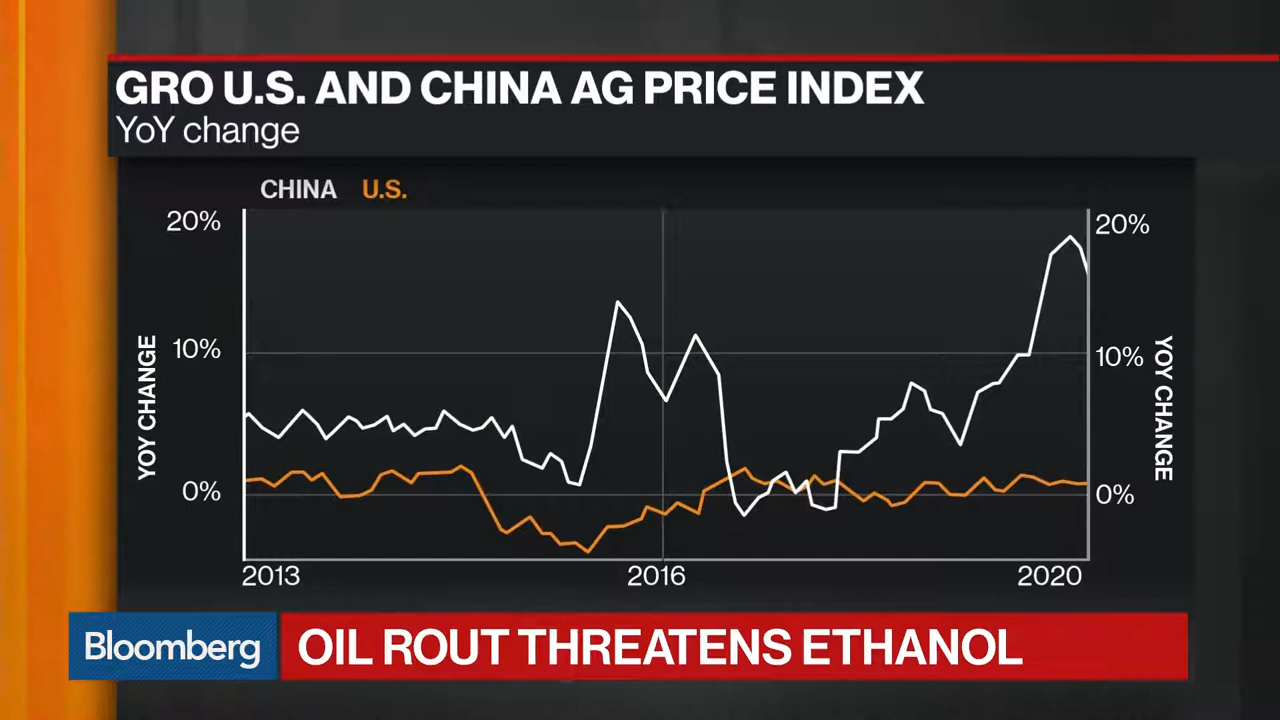 GRO U.S. AND CHINA AG PRICE INDEX
YoY change
CHINA U.S.
20% 20%
10% 10%
0% 0%
YOY CHANGE
YOY CHANGE
2013 2016 2020
Bloomberg OIL ROUT THREATENS ETHANOL